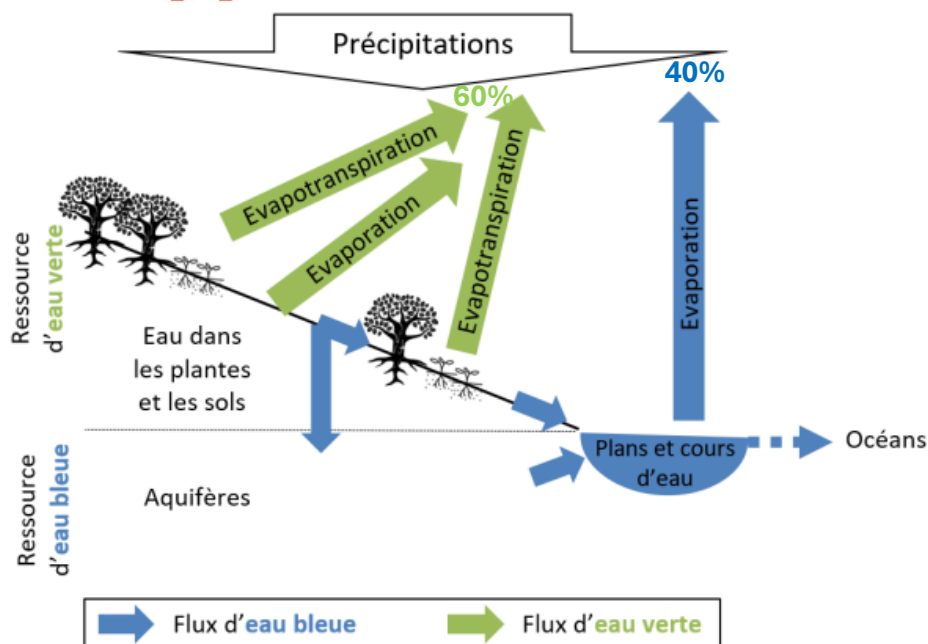 Précipitations
60%
40%
Evapotranspiration
Evaporation
Evapotranspiration
Evaporation
Ressource
d'eau verte
Eau dans
les plantes
et les sols
Ressource
d'eau bleue
Aquifères
Plans et cours
d'eau
Océans
Flux d'eau bleue
Flux d'eau verte